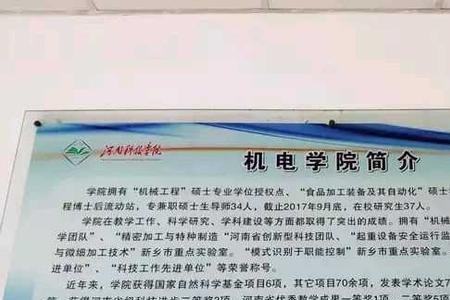 河南科技学院
机电学院简介
学院拥有“机械工程”硕士专业学位授权点、“食品加工装备及其自动化”硕士
程博士后流动站，专兼职硕士生导师34人，截止2017年9月底，在校研究生37人。
学院在教学工作、科学研究、学科建设等方面都取得了突出的成绩。拥有“机械
学团队”、“精密加工与特种制造“河南省创新型科技团队、“起重设备安全运行监
与微细加工技术”新乡市重点实验室。“模式识别于职能控制”新乡市重点实验室。
进单位”、“科技工作先进单位”等荣誉称号。
近年来，学院获得国家自然科学基金项目6项，其它项目70余项，发表学术论文7